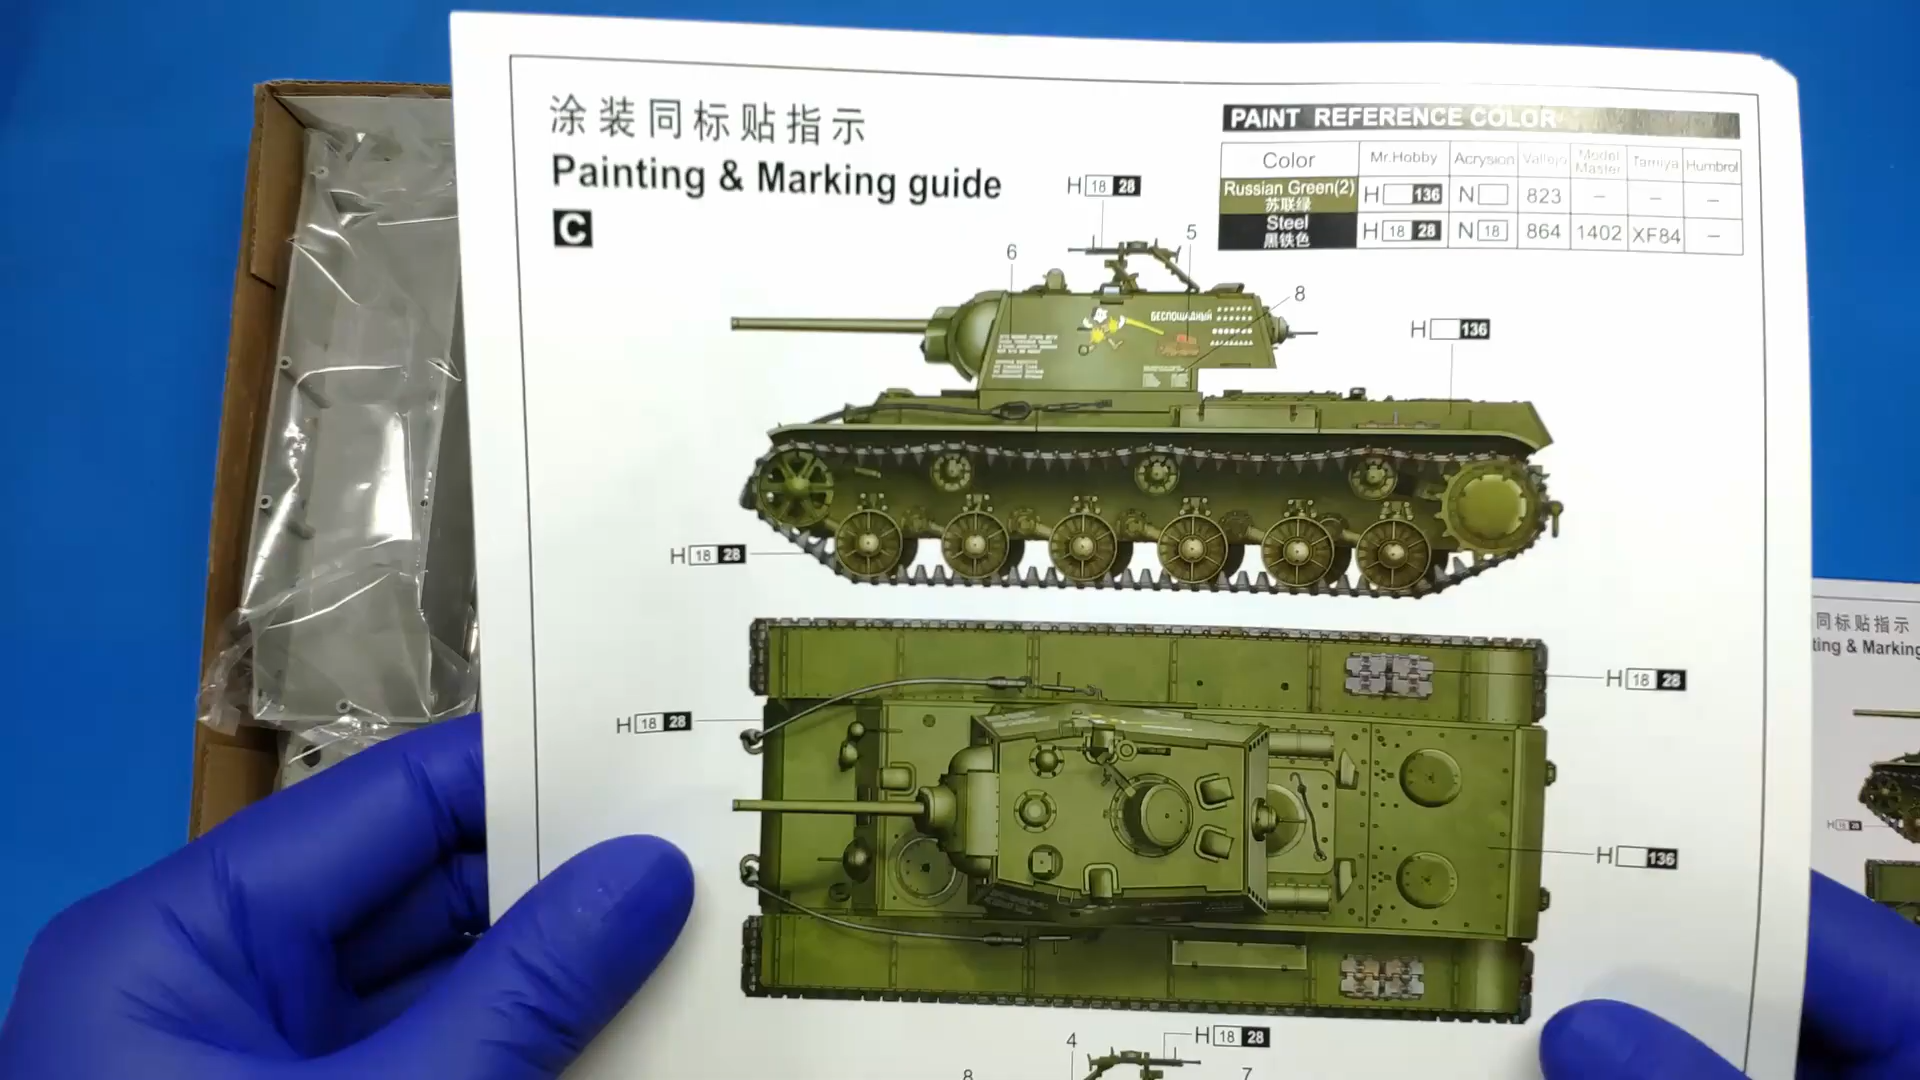 涂装同标贴指示
Painting & Marking guide
C
PAINT REFERENCE COLOR
Color Mr.Hobby Acrysion Vallejo Model Master Tamiya Humbrol
Russian Green(2) 苏联绿 H 136 N 823 – – –
Steel 黑铁色 H 18 28 N 18 864 1402 XF84 –
H 18 28
6
5
8
БЕСПОЩАДНЫЙ
H 136
H 18 28
H 18 28
H 18 28
H 136
4
H 18 28
8
7
同标贴指示
ting & Marking